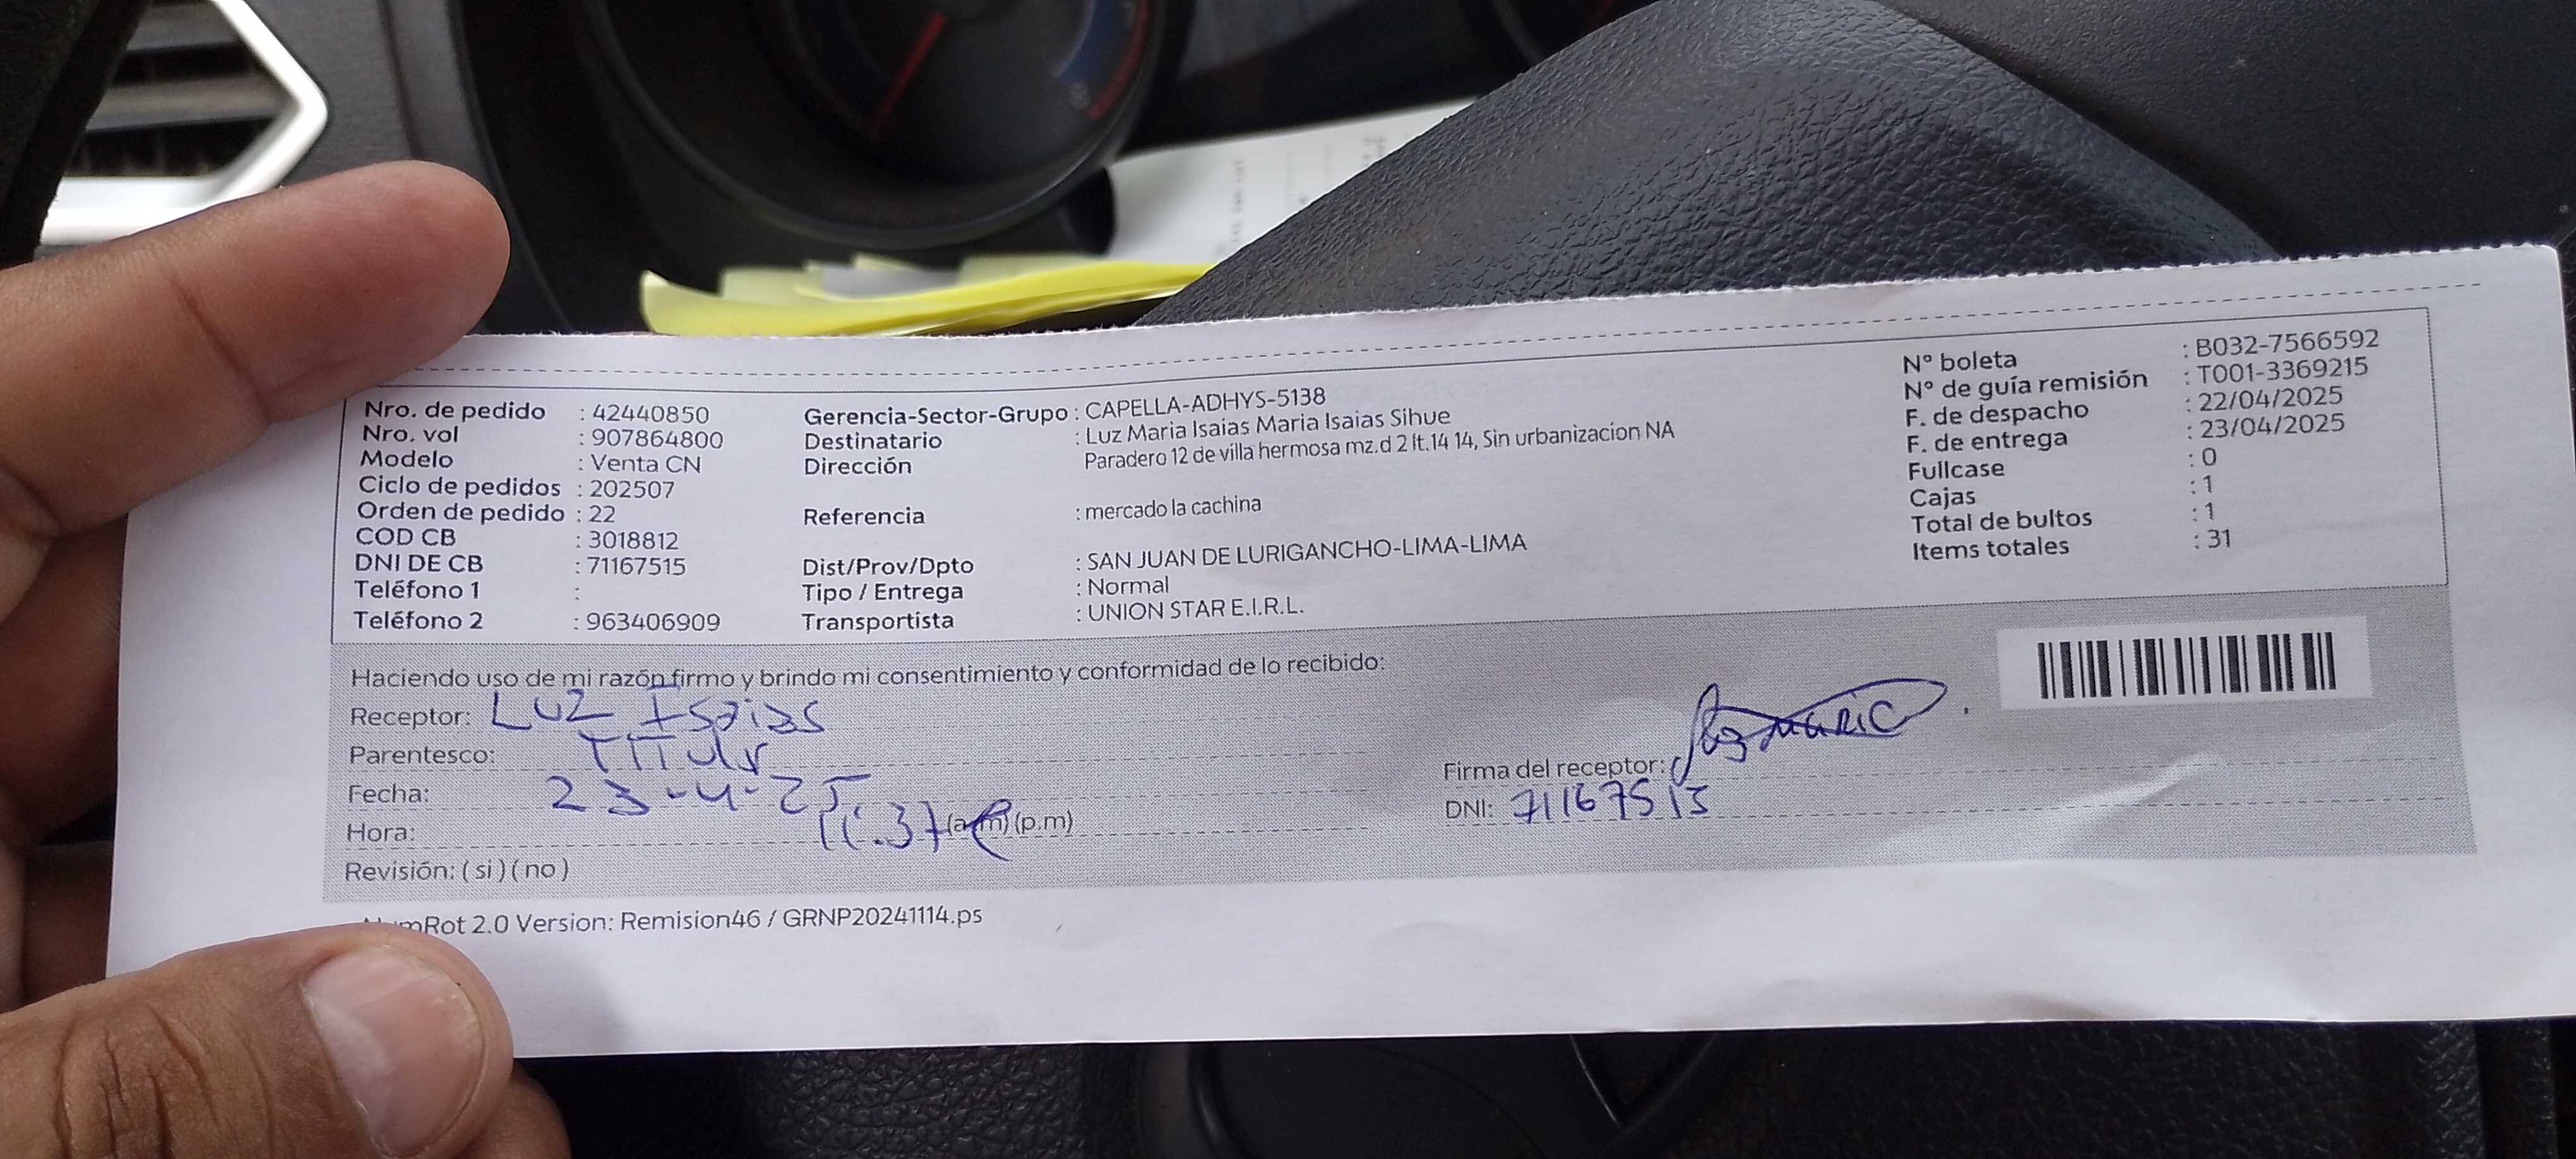 Nro. de pedido : 42440850
Nro. vol : 907864800
Modelo : Venta CN
Ciclo de pedidos : 202507
Orden de pedido : 22
COD CB : 3018812
DNI DE CB : 71167515
Teléfono 1 :
Teléfono 2 : 963406909
Gerencia-Sector-Grupo : CAPELLA-ADHYS-5138
Destinatario : Luz Maria Isaias Maria Isaias Sihue
Dirección Paradero 12 de villa hermosa mz.d 2 lt.14 14, Sin urbanizacion NA
Referencia : mercado la cachina
Dist/Prov/Dpto : SAN JUAN DE LURIGANCHO-LIMA-LIMA
Tipo / Entrega : Normal
Transportista : UNION STAR E.I.R.L.
N° boleta : B032-7566592
N° de guía remisión : T001-3369215
F. de despacho : 22/04/2025
F. de entrega : 23/04/2025
Fullcase : 0
Cajas : 1
Total de bultos : 1
Items totales : 31
Haciendo uso de mi razón firmo y brindo mi consentimiento y conformidad de lo recibido:
Receptor: Luz Isaias
Parentesco:
Fecha: 23-4-25
Hora: 11.37 (a.m) (p.m)
Revisión: ( si ) ( no )
Firma del receptor:
DNI: 71167515
2.0 Version: Remision46 / GRNP20241114.ps